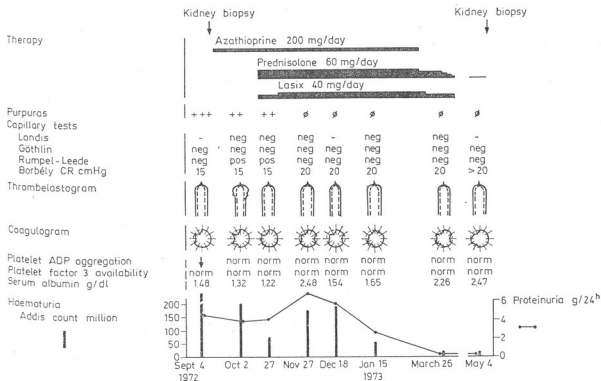 Kidney biopsy Kidney biopsy
Therapy
Azathioprine 200 mg/day
Prednisolone 60 mg/day
Lasix 40 mg/day
Purpuras +++ ++ ++ ø ø ø ø ø
Capillary tests
Landis - neg neg neg - neg neg -
Göthlin neg neg neg neg neg neg neg neg
Rumpel-Leede neg pos pos neg neg neg neg neg
Borbély CR cmHg 15 15 15 20 20 20 20 >20
Thrombelastogram
Coagulogram
Platelet ADP aggregation ↓ norm norm norm norm norm norm norm
Platelet factor 3 availability norm norm norm norm norm norm norm norm
Serum albumin g/dl 1,48 1,32 1,22 2,48 1,54 1,65 2,26 2,47
Haematuria
Addis count million
200
150
100
50
0
6
4
2
0
Proteinuria g/24h
Sept 4 Oct 2 27 Nov 27 Dec 18 Jan 15 March 26 May 4
1972 1973